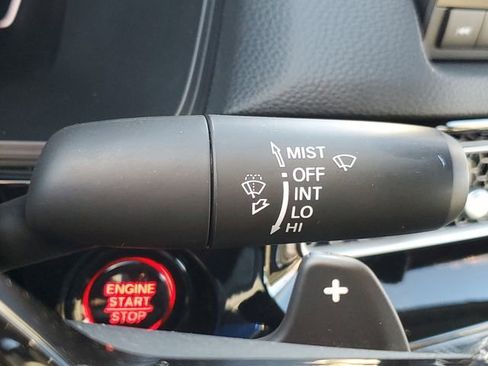 MIST
OFF
INT
LO
HI
ENGINE
START
STOP
+